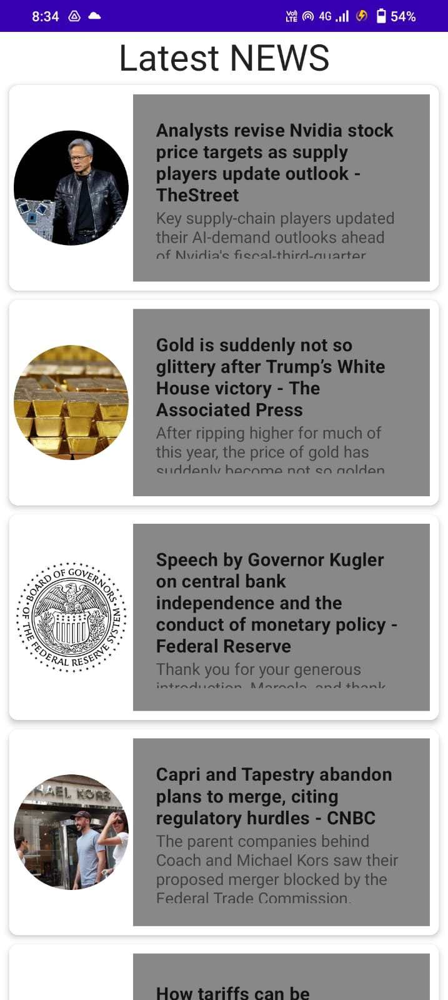 8:34 VoI) LTE 4G 54%
Latest NEWS
Analysts revise Nvidia stock
price targets as supply
players update outlook -
TheStreet
Key supply-chain players updated
their AI-demand outlooks ahead
of Nvidia's fiscal-third-quarter
Gold is suddenly not so
glittery after Trump’s White
House victory - The
Associated Press
After ripping higher for much of
this year, the price of gold has
suddenly become not so golden
BOARD OF GOVERNORS
OF THE FEDERAL RESERVE SYSTEM
Speech by Governor Kugler
on central bank
independence and the
conduct of monetary policy -
Federal Reserve
Thank you for your generous
introduction, Marcela, and thank
HAEL KORS
Capri and Tapestry abandon
plans to merge, citing
regulatory hurdles - CNBC
The parent companies behind
Coach and Michael Kors saw their
proposed merger blocked by the
Federal Trade Commission.
How tariffs can be